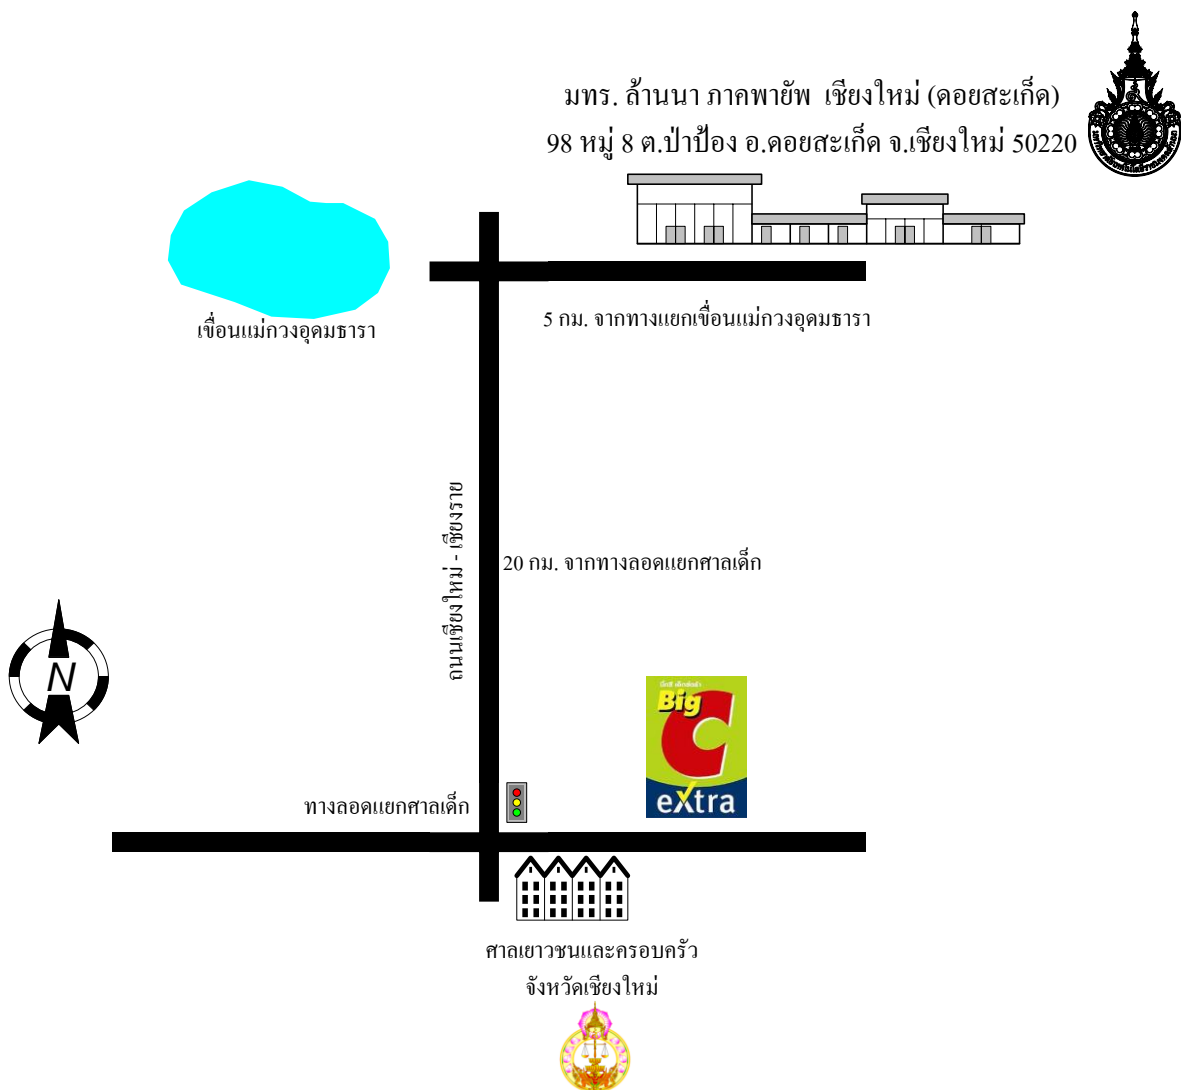 มทร. ล้านนา ภาคพายัพ เชียงใหม่ (ดอยสะเก็ด)
98 หมู่ 8 ต.ป่าป้อง อ.ดอยสะเก็ด จ.เชียงใหม่ 50220
เขื่อนแม่กวงอุดมธารา
5 กม. จากทางแยกเขื่อนแม่กวงอุดมธารา
ถนนเชียงใหม่ - เชียงราย
20 กม. จากทางลอดแยกศาลเด็ก
N
Big
C
extra
ทางลอดแยกศาลเด็ก
ศาลเยาวชนและครอบครัว
จังหวัดเชียงใหม่